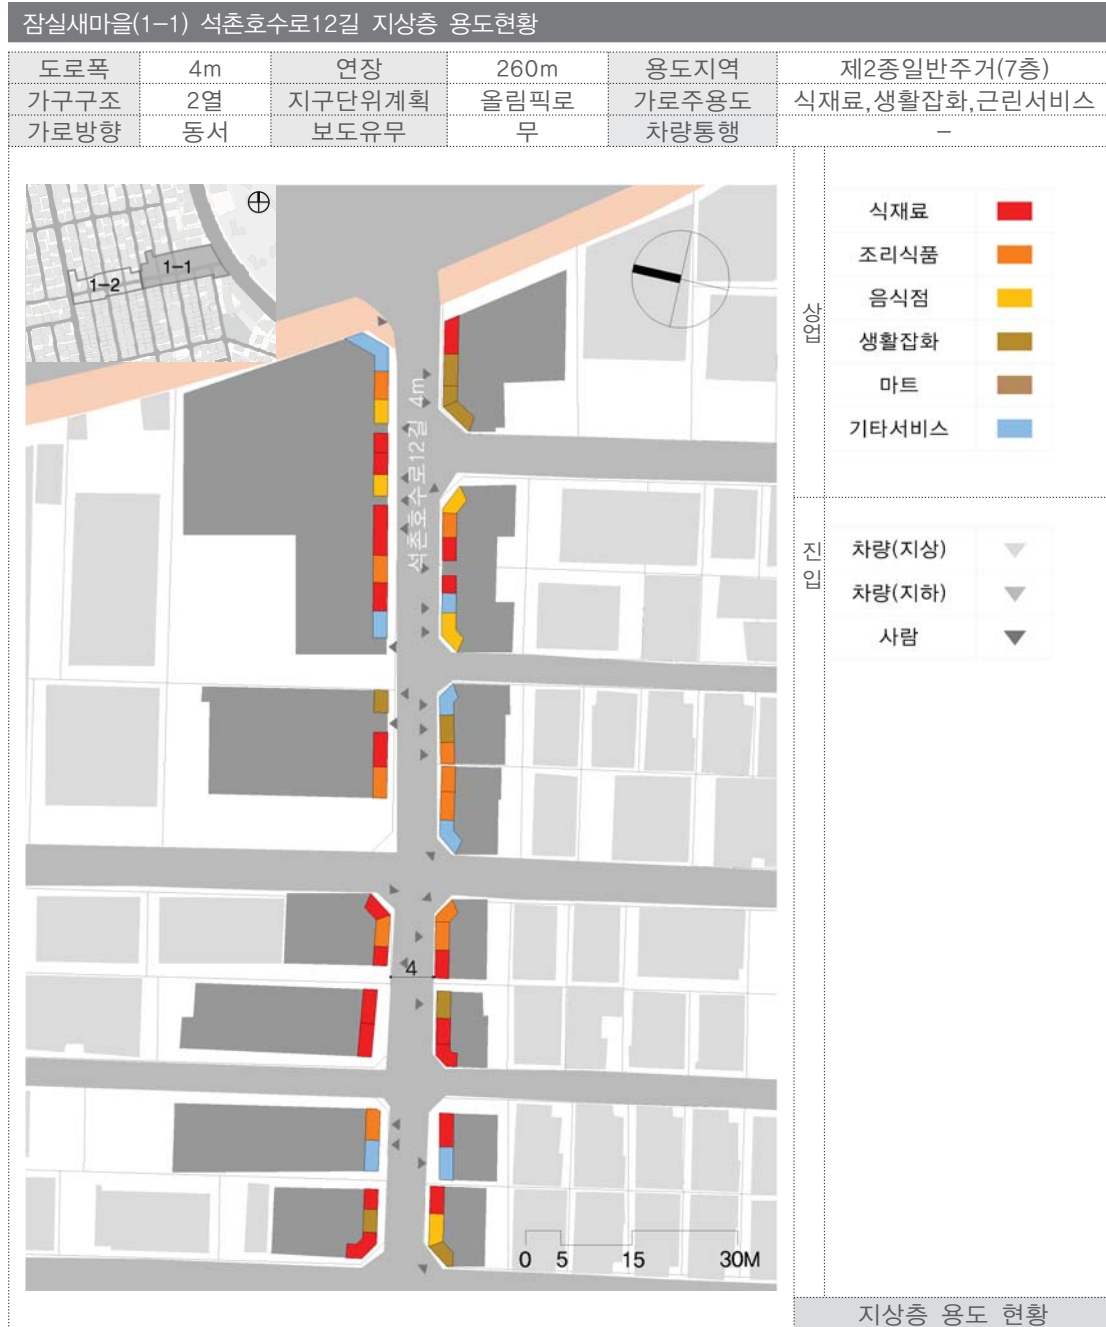 잠실새마을(1-1) 석촌호수로12길 지상층 용도현황
도로폭 4m 연장 260m 용도지역 제2종일반주거(7층)
가구구조 2열 지구단위계획 올림픽로 가로주용도 식재료,생활잡화,근린서비스
가로방향 동서 보도유무 무 차량통행 -
1-1
1-2
석촌호수로12길 4m
4
0 5 15 30M
상업
식재료
조리식품
음식점
생활잡화
마트
기타서비스
진입
차량(지상)
차량(지하)
사람
지상층 용도 현황